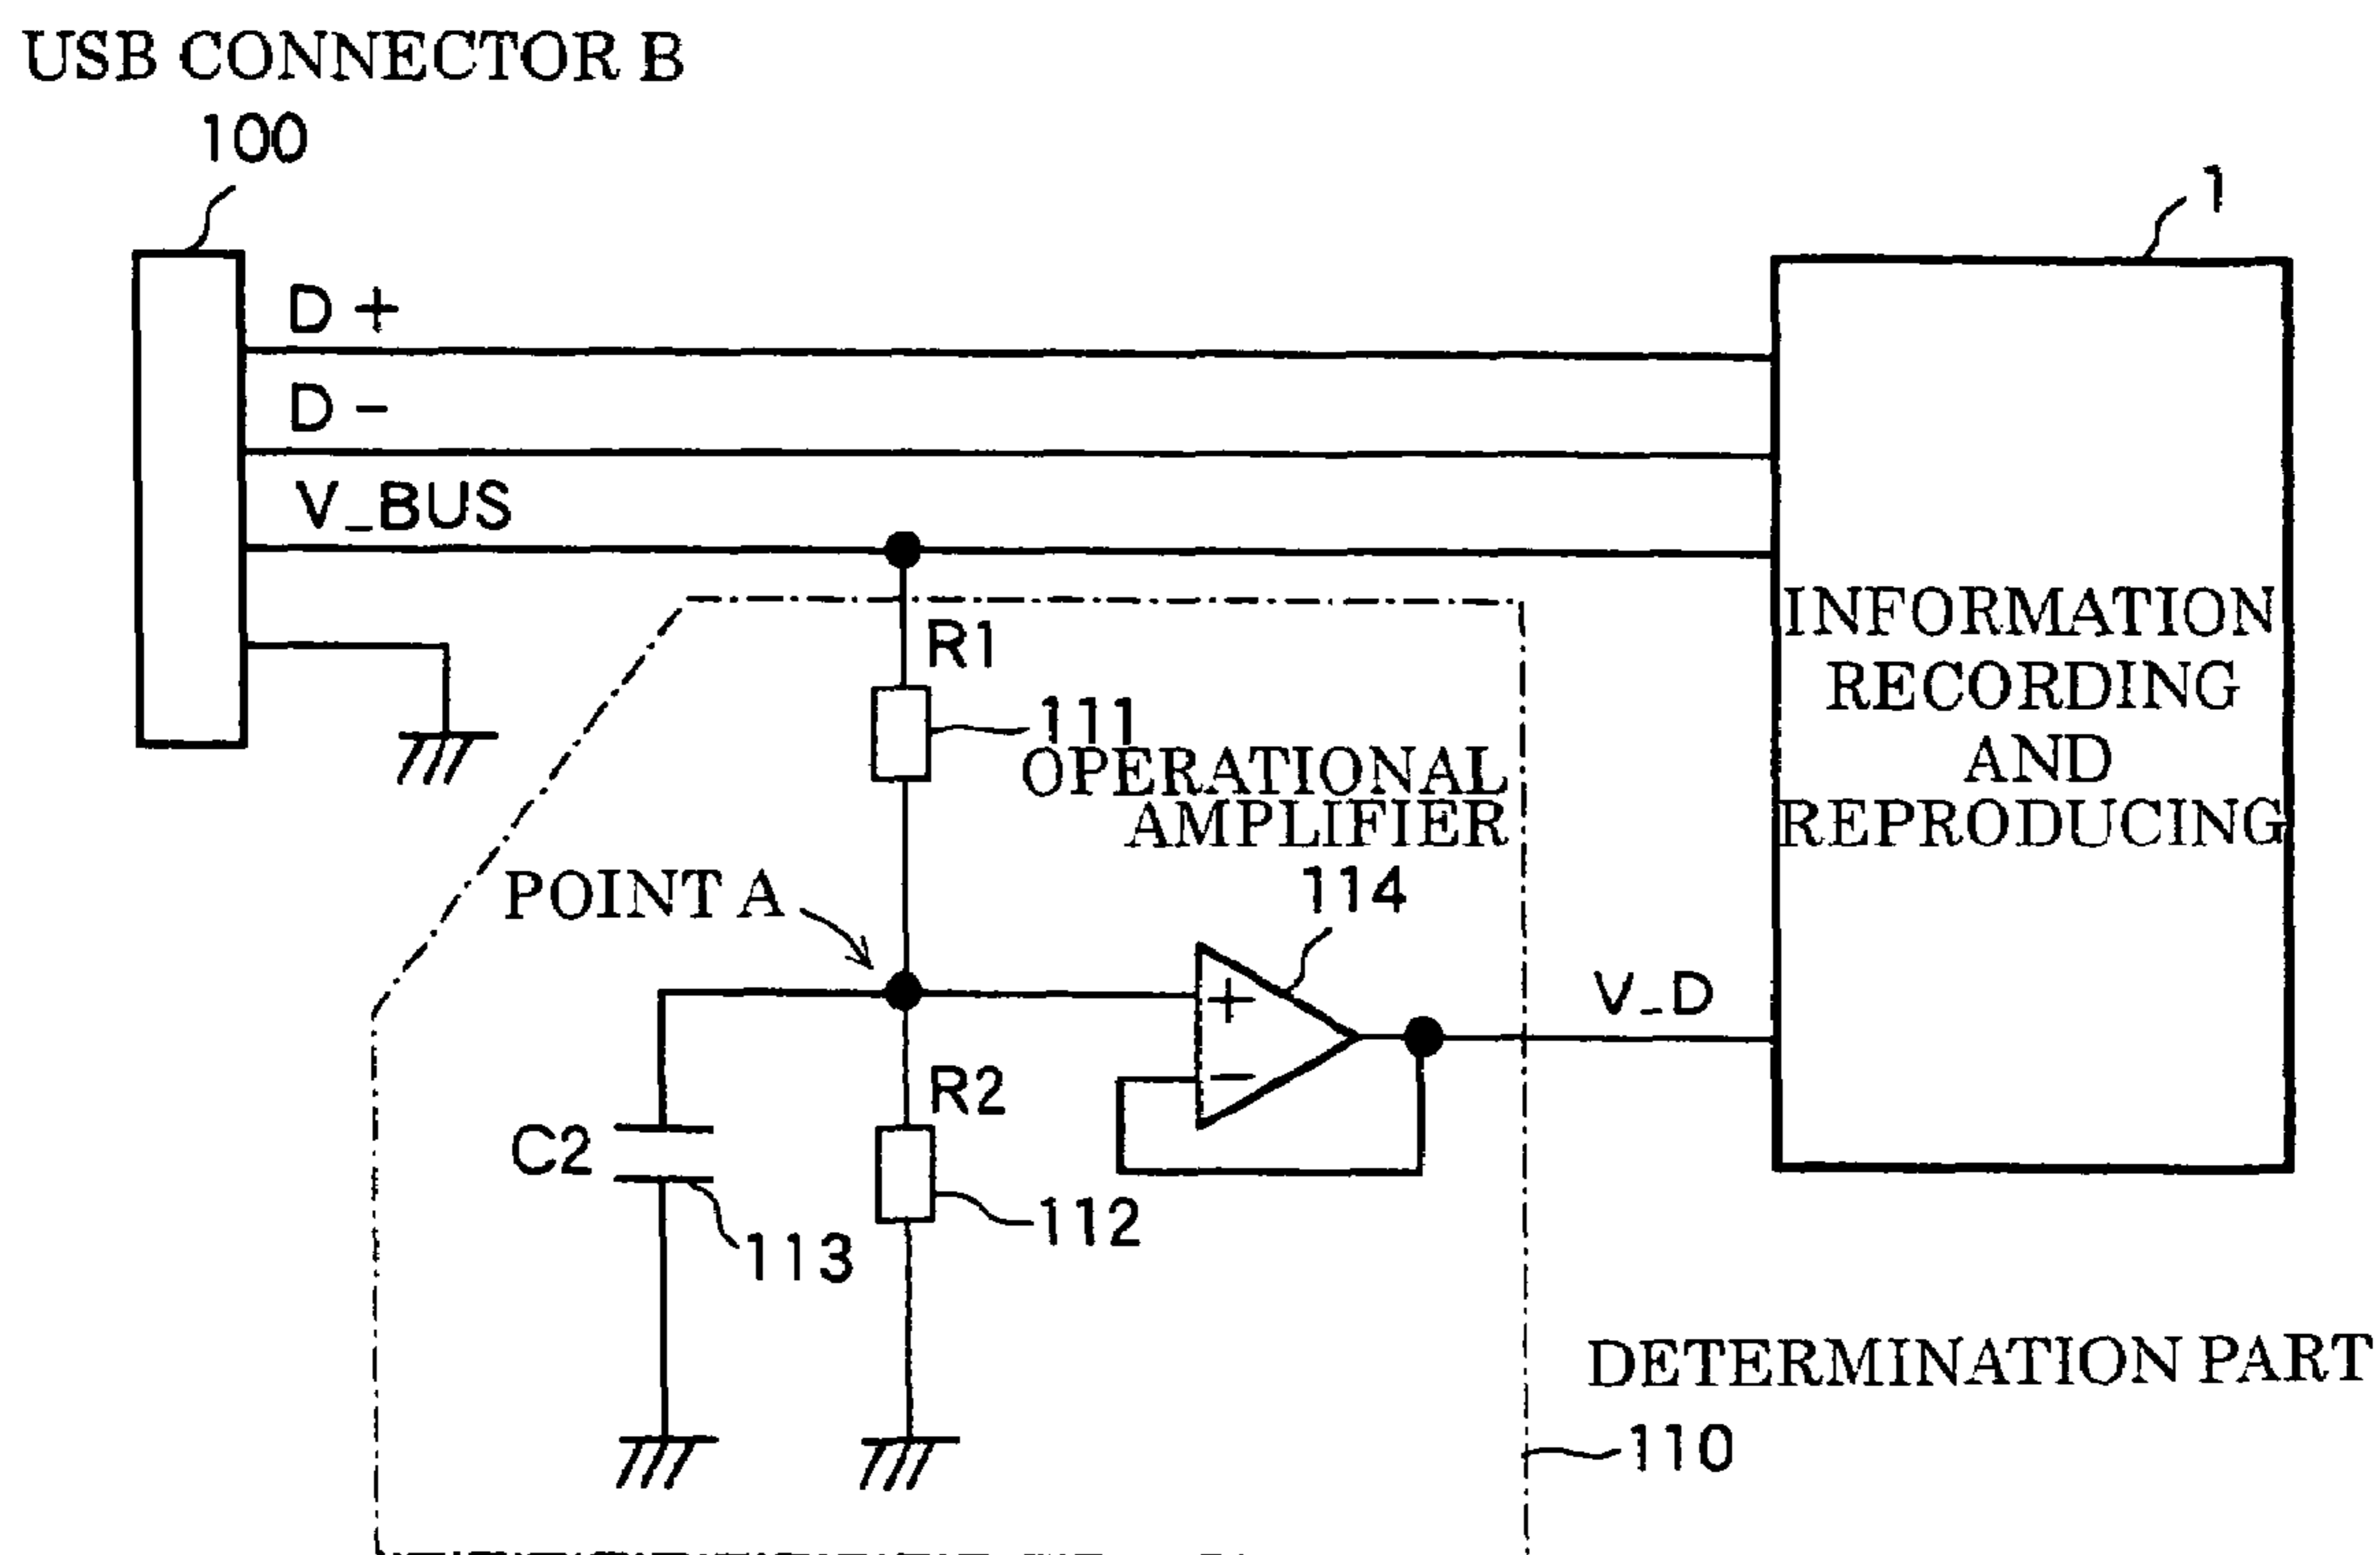 USB CONNECTOR B
100
1
D +
D -
V_BUS
R1
111
OPERATIONAL
AMPLIFIER
114
POINT A
+
-
V_D
R2
C2
112
113
INFORMATION
RECORDING
AND
REPRODUCING
DETERMINATION PART
110